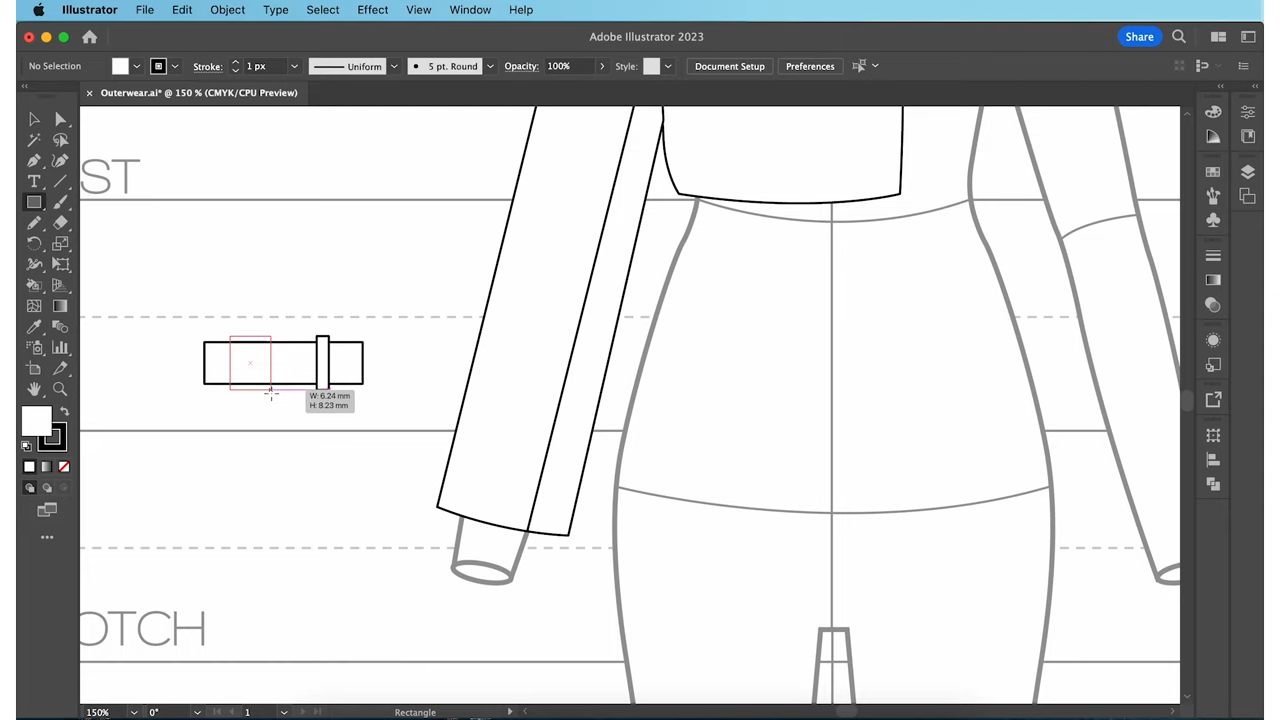 Illustrator File Edit Object Type Select Effect View Window Help
Adobe Illustrator 2023
Share
No Selection
Stroke: 1 px
Uniform
5 pt. Round
Opacity: 100%
Style:
Document Setup
Preferences
Outerwear.ai* @ 150 % (CMYK/CPU Preview)
ST
W: 6.24 mm
H: 8.23 mm
OTCH
150% 0° 1 Rectangle